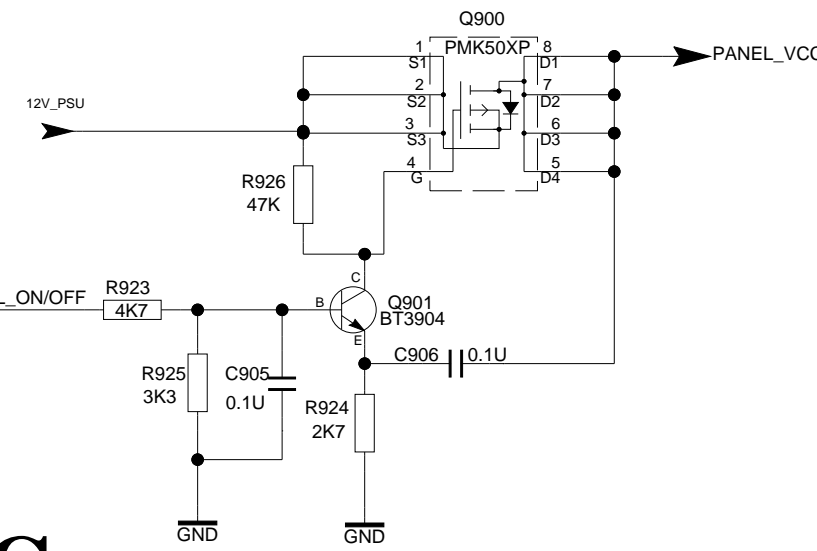 Q900
PMK50XP
1 S1
2 S2
3 S3
4 G
8 D1
7 D2
6 D3
5 D4
PANEL_VCC
12V_PSU
R926
47K
L_ON/OFF
R923
4K7
B
C
E
Q901
BT3904
R925
3K3
C905
0.1U
C906
0.1U
R924
2K7
GND
GND